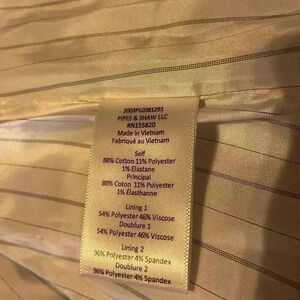 2003PL0381291
PIPES & SHAW LLC
RN155820
Made in Vietnam
Fabriqué au Vietnam
Self
88% Cotton 11% Polyester
1% Elastane
Principal
88% Coton 11% Polyester
1% Élasthanne
Lining 1
54% Polyester 46% Viscose
Doublure 1
54% Polyester 46% Viscose
Lining 2
96% Polyester 4% Spandex
Doublure 2
96% Polyester 4% Spandex